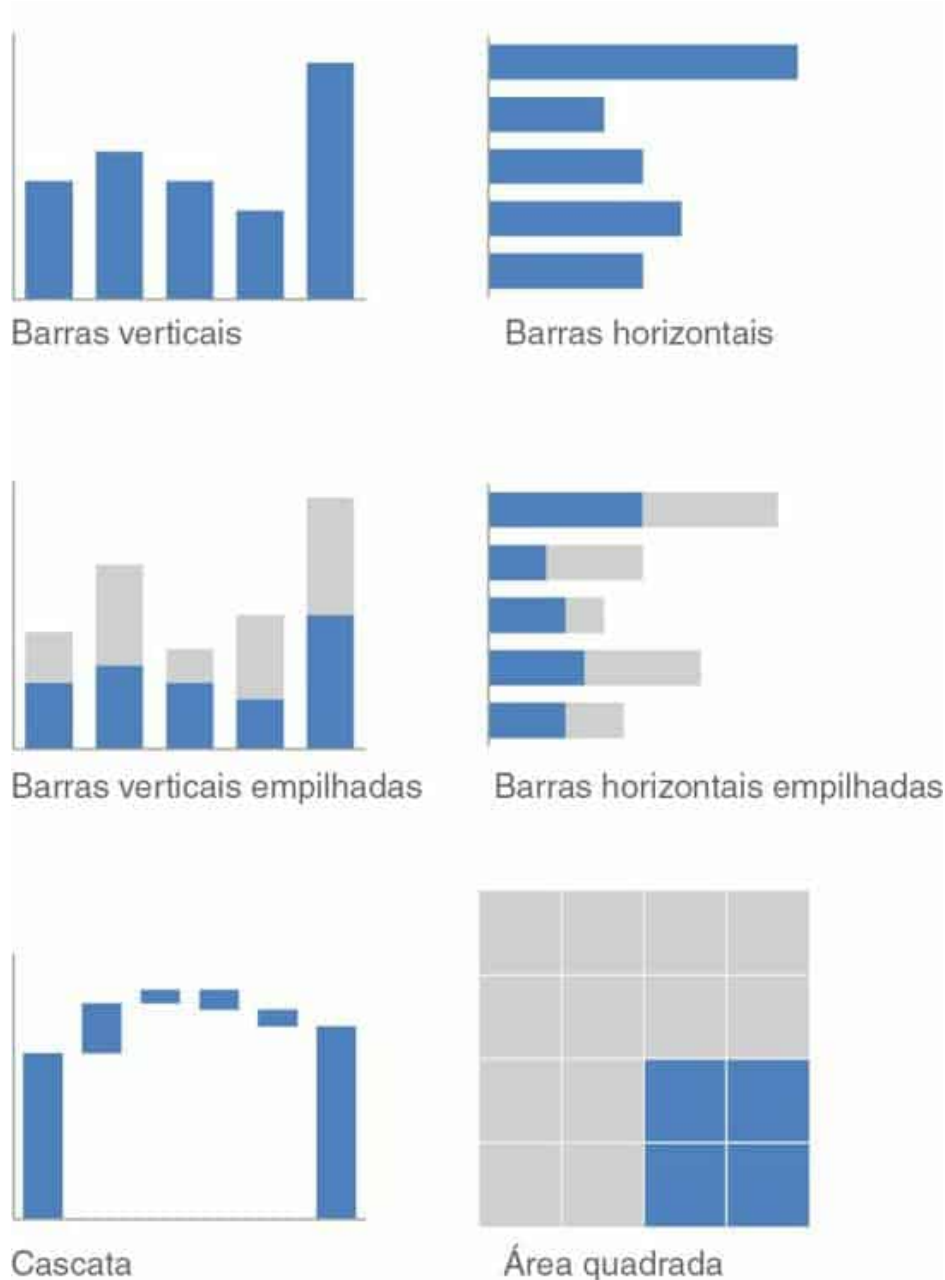 Barras verticais
Barras horizontais
Barras verticais empilhadas
Barras horizontais empilhadas
Cascata
Área quadrada